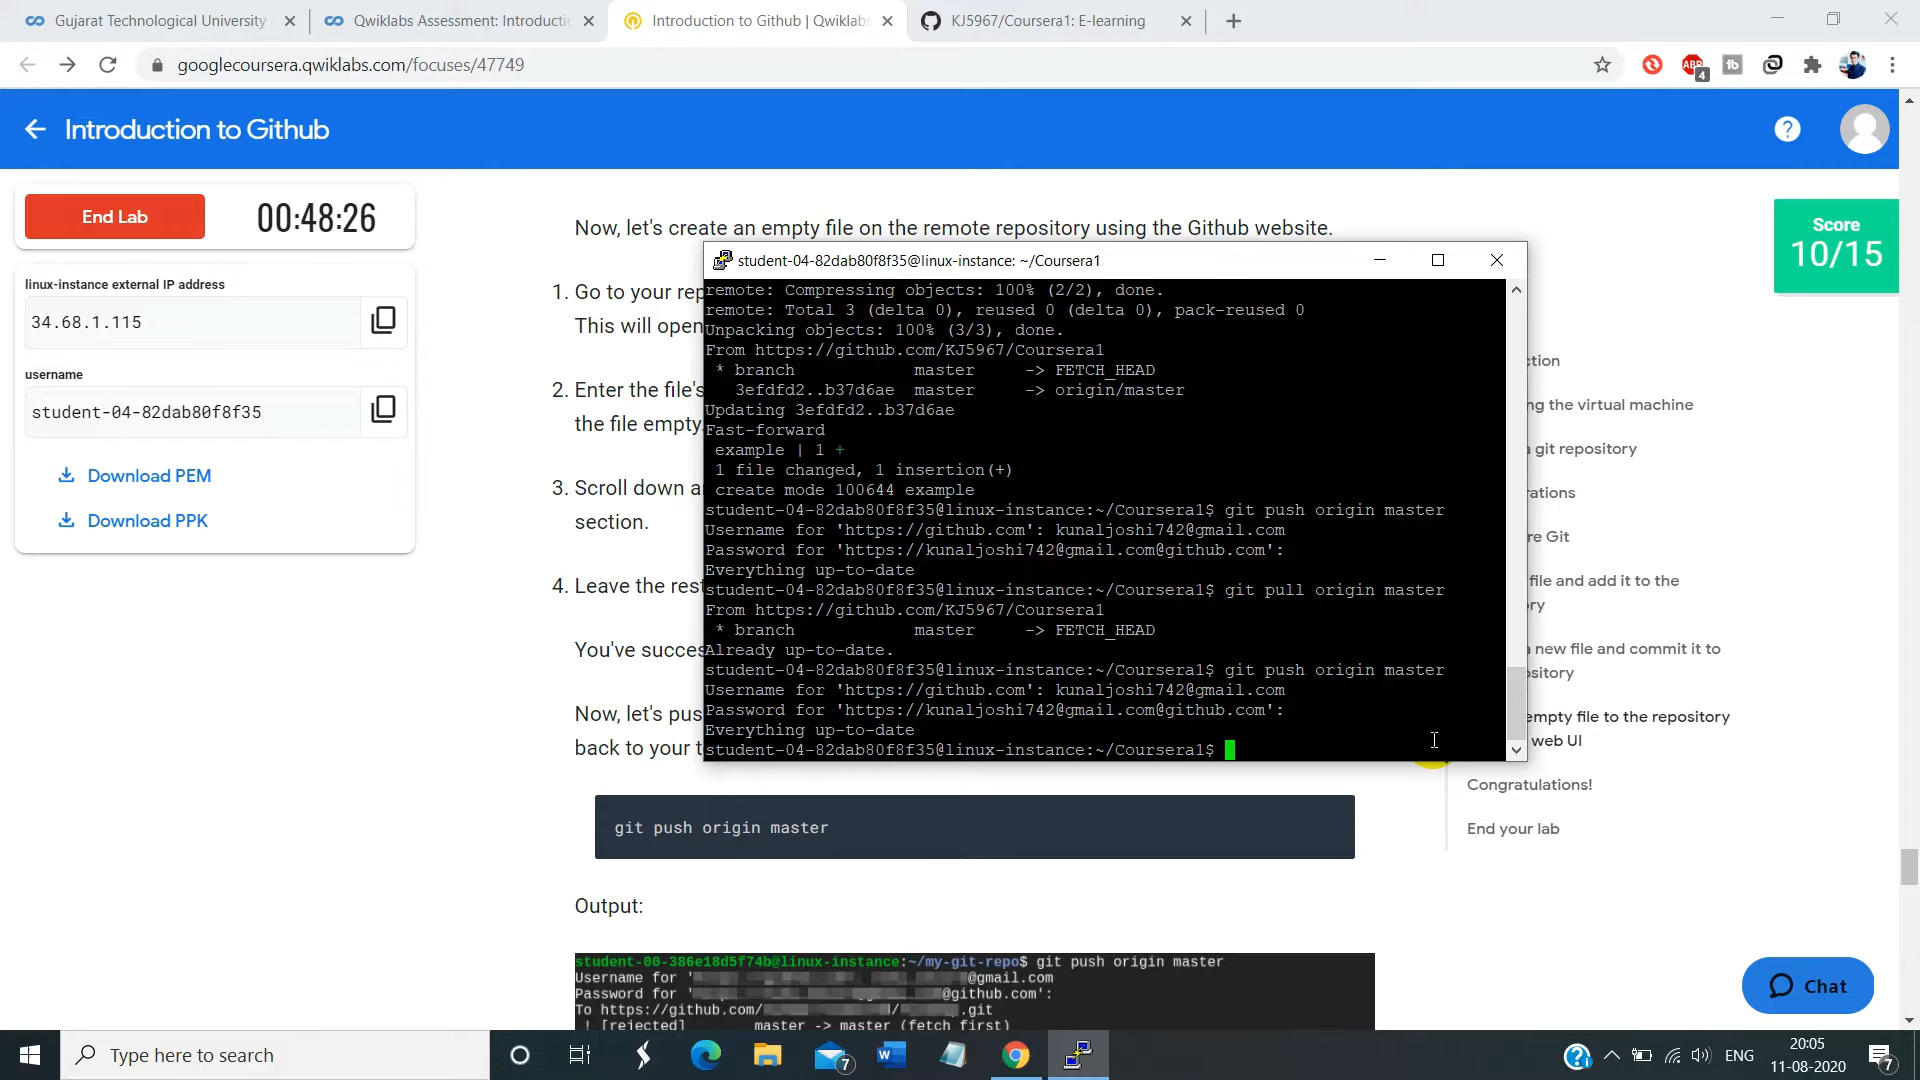 Gujarat Technological University
Qwiklabs Assessment: Introductio
Introduction to Github | Qwiklabs
KJ5967/Coursera1: E-learning
googlecoursera.qwiklabs.com/focuses/47749
ABP
4
tb
Introduction to Github
?
End Lab
00:48:26
linux-instance external IP address
34.68.1.115
username
student-04-82dab80f8f35
Download PEM
Download PPK
Score
10/15
Now, let's create an empty file on the remote repository using the Github website.
1. Go to your rep
This will open
2. Enter the file's
the file empty
3. Scroll down a
section.
4. Leave the rest
You've succes
Now, let's pus
back to your t
student-04-82dab80f8f35@linux-instance: ~/Coursera1
remote: Compressing objects: 100% (2/2), done.
remote: Total 3 (delta 0), reused 0 (delta 0), pack-reused 0
Unpacking objects: 100% (3/3), done.
From https://github.com/KJ5967/Coursera1
* branch master -> FETCH_HEAD
3efdfd2..b37d6ae master -> origin/master
Updating 3efdfd2..b37d6ae
Fast-forward
example | 1 +
1 file changed, 1 insertion(+)
create mode 100644 example
student-04-82dab80f8f35@linux-instance:~/Coursera1$ git push origin master
Username for 'https://github.com': kunaljoshi742@gmail.com
Password for 'https://kunaljoshi742@gmail.com@github.com':
Everything up-to-date
student-04-82dab80f8f35@linux-instance:~/Coursera1$ git pull origin master
From https://github.com/KJ5967/Coursera1
* branch master -> FETCH_HEAD
Already up-to-date.
student-04-82dab80f8f35@linux-instance:~/Coursera1$ git push origin master
Username for 'https://github.com': kunaljoshi742@gmail.com
Password for 'https://kunaljoshi742@gmail.com@github.com':
Everything up-to-date
student-04-82dab80f8f35@linux-instance:~/Coursera1$
ction
ng the virtual machine
a git repository
rations
re Git
file and add it to the
ry
a new file and commit it to
ository
empty file to the repository
web UI
Congratulations!
End your lab
git push origin master
Output:
student-00-386e18d5f74b@linux-instance:~/my-git-repo$ git push origin master
Username for ' @gmail.com
Password for ' @github.com':
To https://github.com/ / .git
! [rejected] master -> master (fetch first)
Chat
Type here to search
7
ENG
20:05
11-08-2020
7